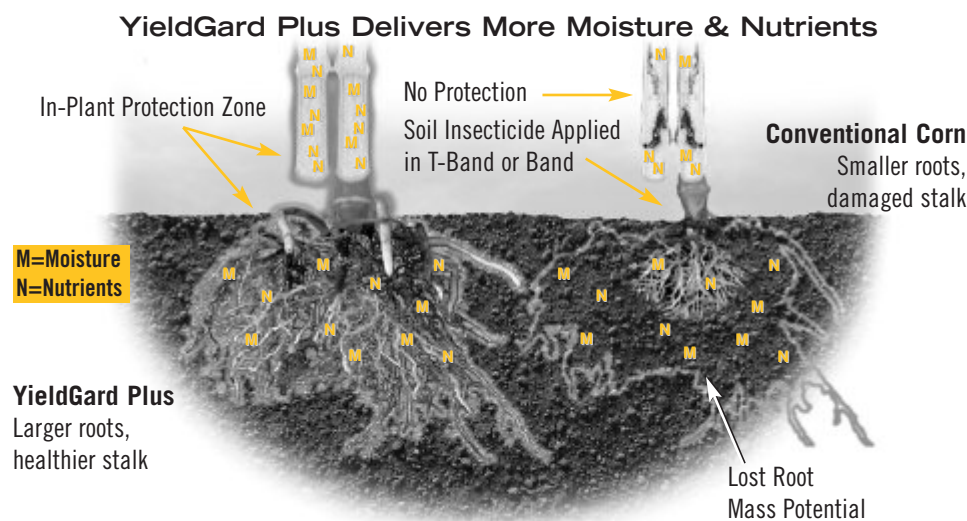 YieldGard Plus Delivers More Moisture & Nutrients
In-Plant Protection Zone
No Protection
Soil Insecticide Applied
in T-Band or Band
Conventional Corn
Smaller roots,
damaged stalk
M=Moisture
N=Nutrients
YieldGard Plus
Larger roots,
healthier stalk
Lost Root
Mass Potential
M
N
M
N
M
N
M
N
M
N
M
N
M
N
N
M
N
N
M
N
M
M
N
N
M
N
M
N
M
M
M
N
M
M
N
N
M
N
M
N
M
N
M
N
M